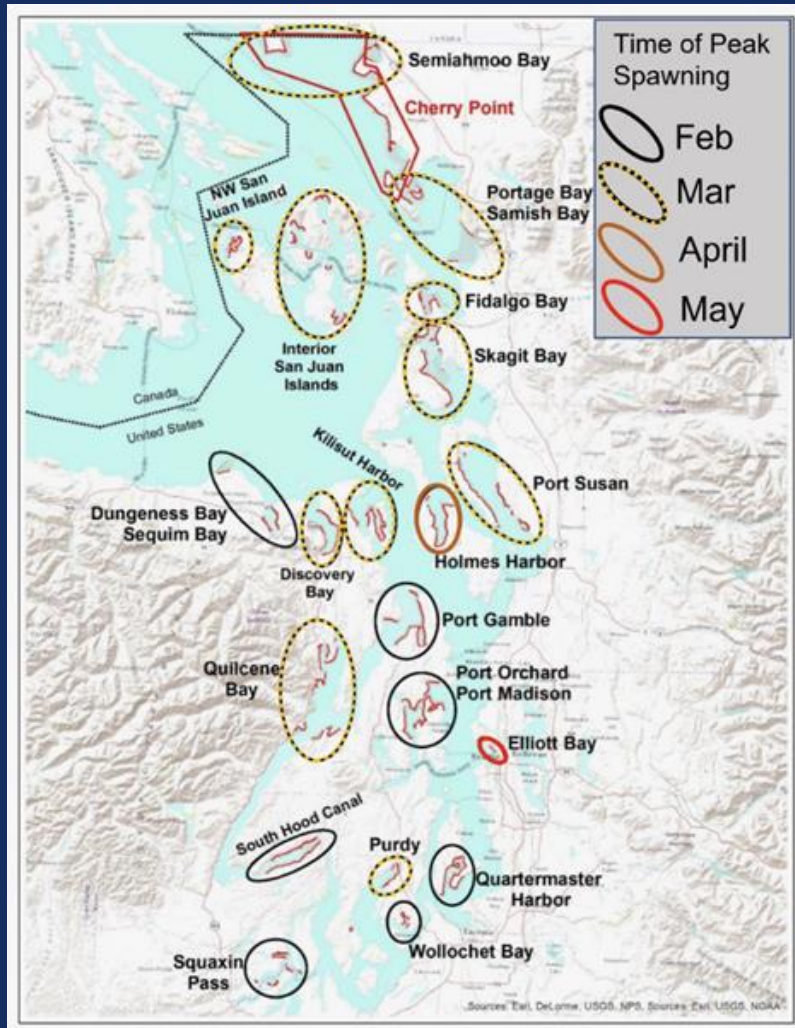 Time of Peak
Spawning
Feb
Mar
April
May
CANADA
Semiahmoo Bay
Cherry Point
NW San
Juan Island
Portage Bay
Samish Bay
Fidalgo Bay
Interior
San Juan
Islands
Skagit Bay
Canada
United States
Kilisut Harbor
Port Susan
Dungeness Bay
Sequim Bay
Discovery
Bay
Holmes Harbor
Port Gamble
Quilcene
Bay
Port Orchard
Port Madison
Elliott Bay
South Hood Canal
Purdy
Quartermaster
Harbor
Wollochet Bay
Squaxin
Pass
Sources: Esri, DeLorme, USGS, NPS, Sources: Esri, USGS, NOAA